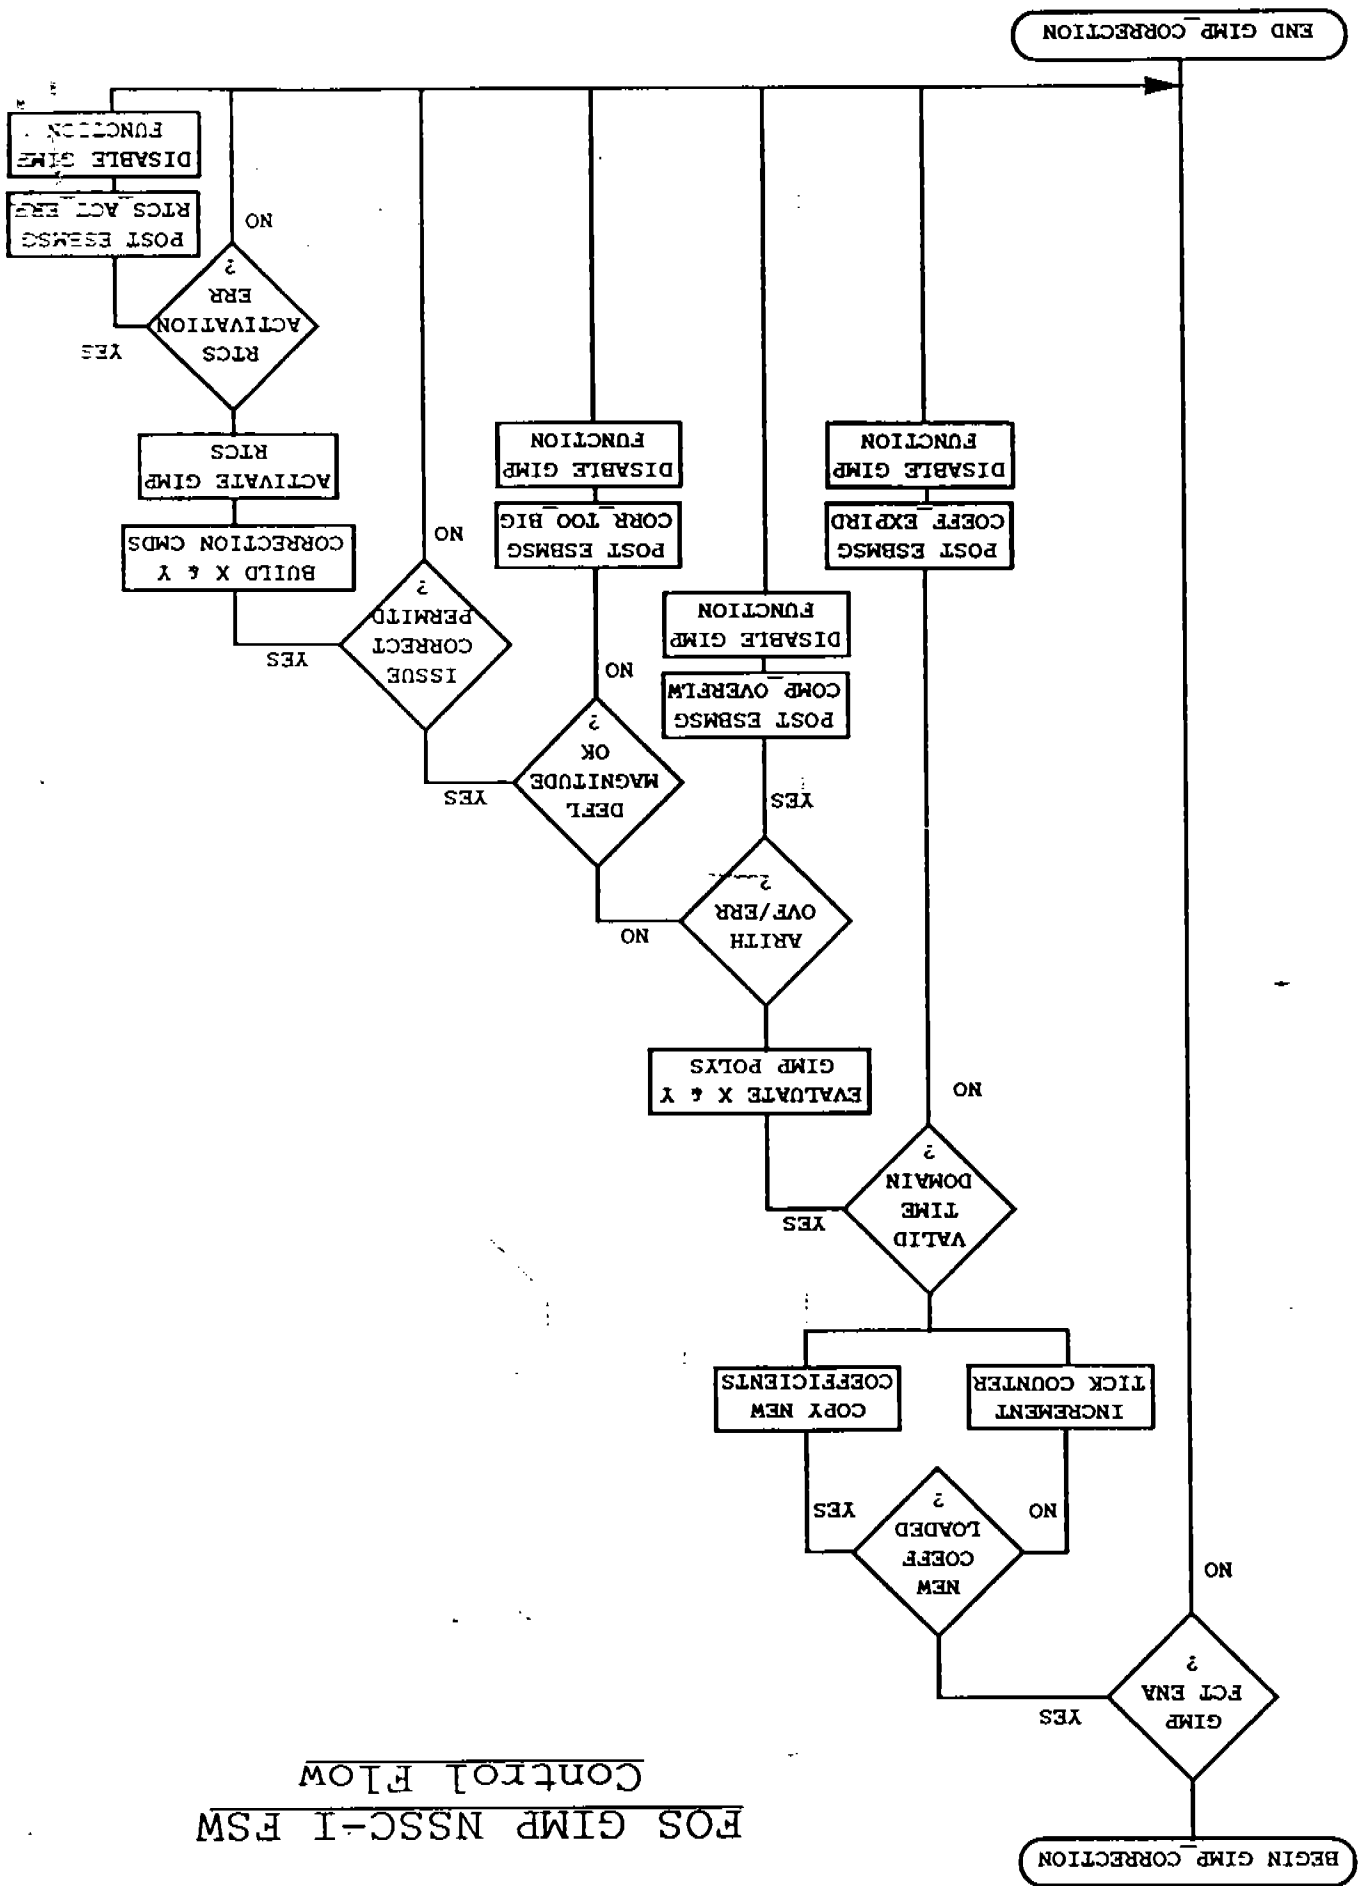 FOS GIMP NSSC-I FSW
Control Flow
BEGIN GIMP_CORRECTION
GIMP
FCT ENA
?
YES
NO
NEW
COEFF
LOADED
?
NO
YES
INCREMENT
TICK COUNTER
COPY NEW
COEFFICIENTS
VALID
TIME
DOMAIN
?
YES
NO
EVALUATE X & Y
GIMP POLYS
ARITH
OVF/ERR
?
NO
YES
POST ESBMSG
COMP_OVERFLW
DISABLE GIMP
FUNCTION
DEFL
MAGNITUDE
OK
?
YES
NO
ISSUE
CORRECT
PERMITD
?
YES
NO
POST ESBMSG
COEFF_EXPIRD
DISABLE GIMP
FUNCTION
POST ESBMSG
CORR_TOO_BIG
DISABLE GIMP
FUNCTION
BUILD X & Y
CORRECTION CMDS
ACTIVATE GIMP
RTCS
RTCS
ACTIVATION
ERR
?
YES
NO
POST ESBMSG
RTCS_ACT_ERR
DISABLE GIMP
FUNCTION
END GIMP_CORRECTION